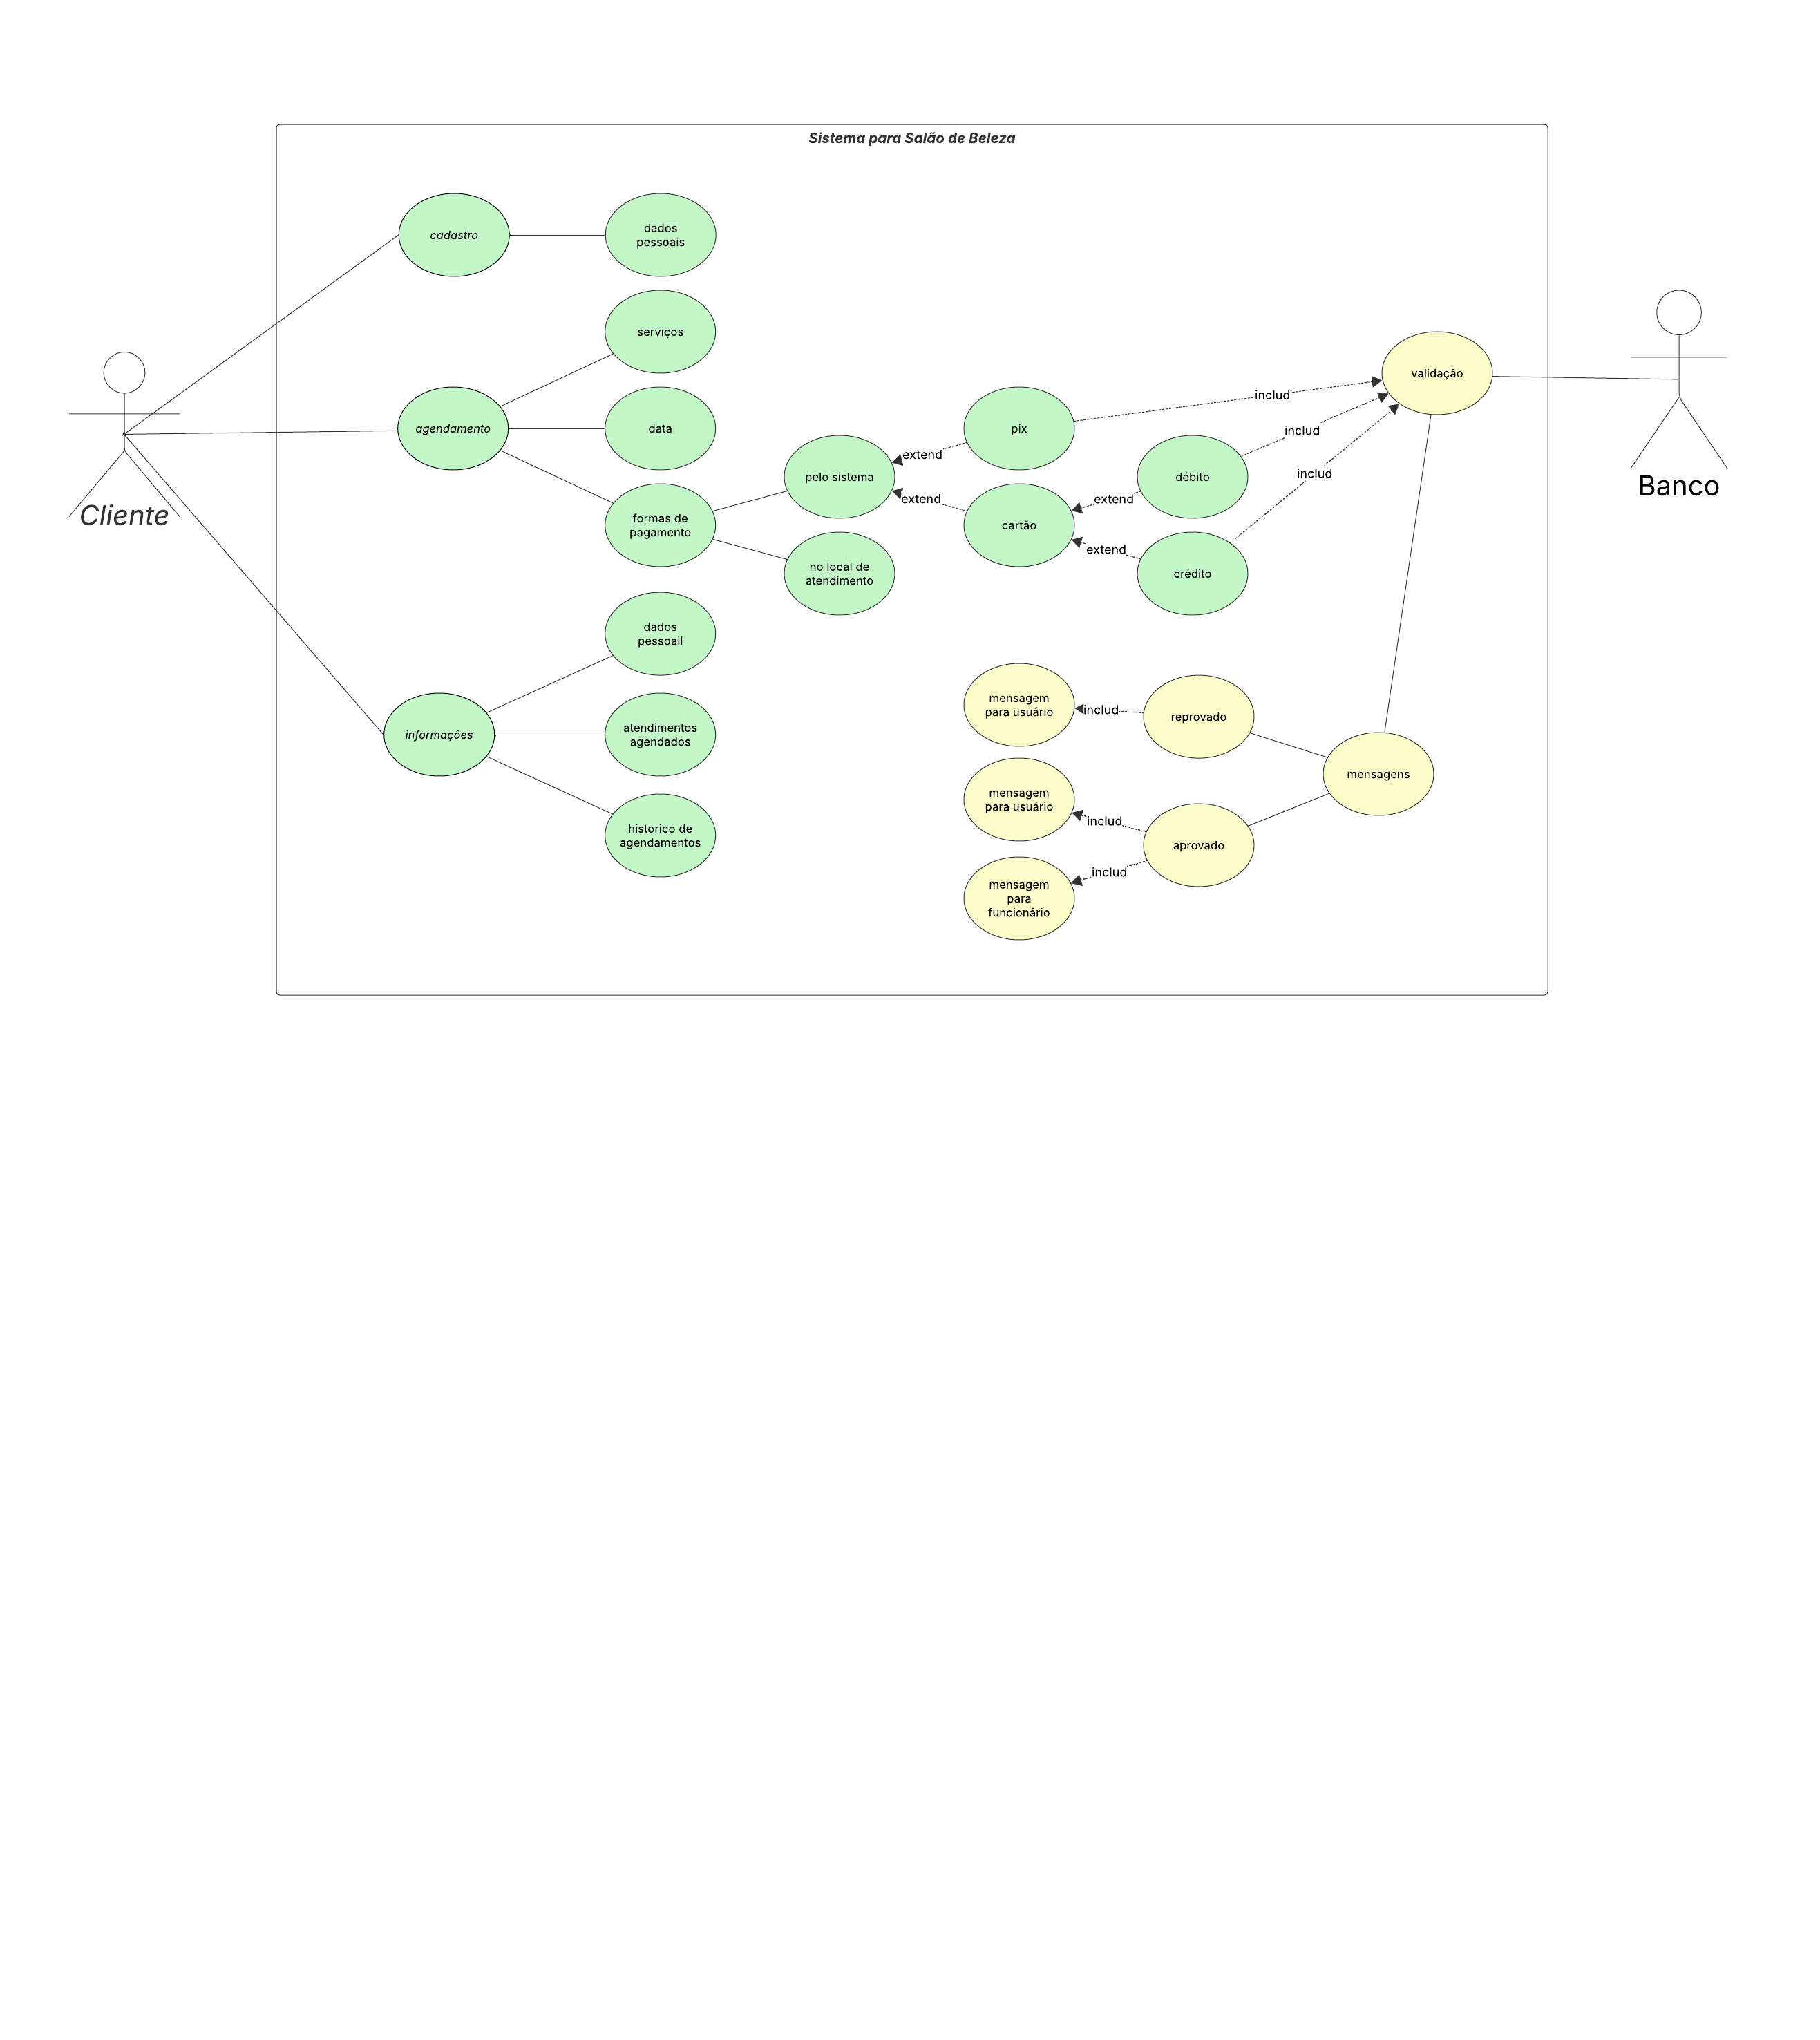 Sistema para Salão de Beleza
cadastro
dados
pessoais
serviços
agendamento
data
formas de
pagamento
pelo sistema
no local de
atendimento
extend
extend
pix
cartão
extend
extend
débito
crédito
includ
includ
includ
validação
Cliente
Banco
informações
dados
pessoail
atendimentos
agendados
historico de
agendamentos
mensagem
para usuário
includ
reprovado
mensagem
para usuário
includ
mensagens
aprovado
includ
mensagem
para
funcionário